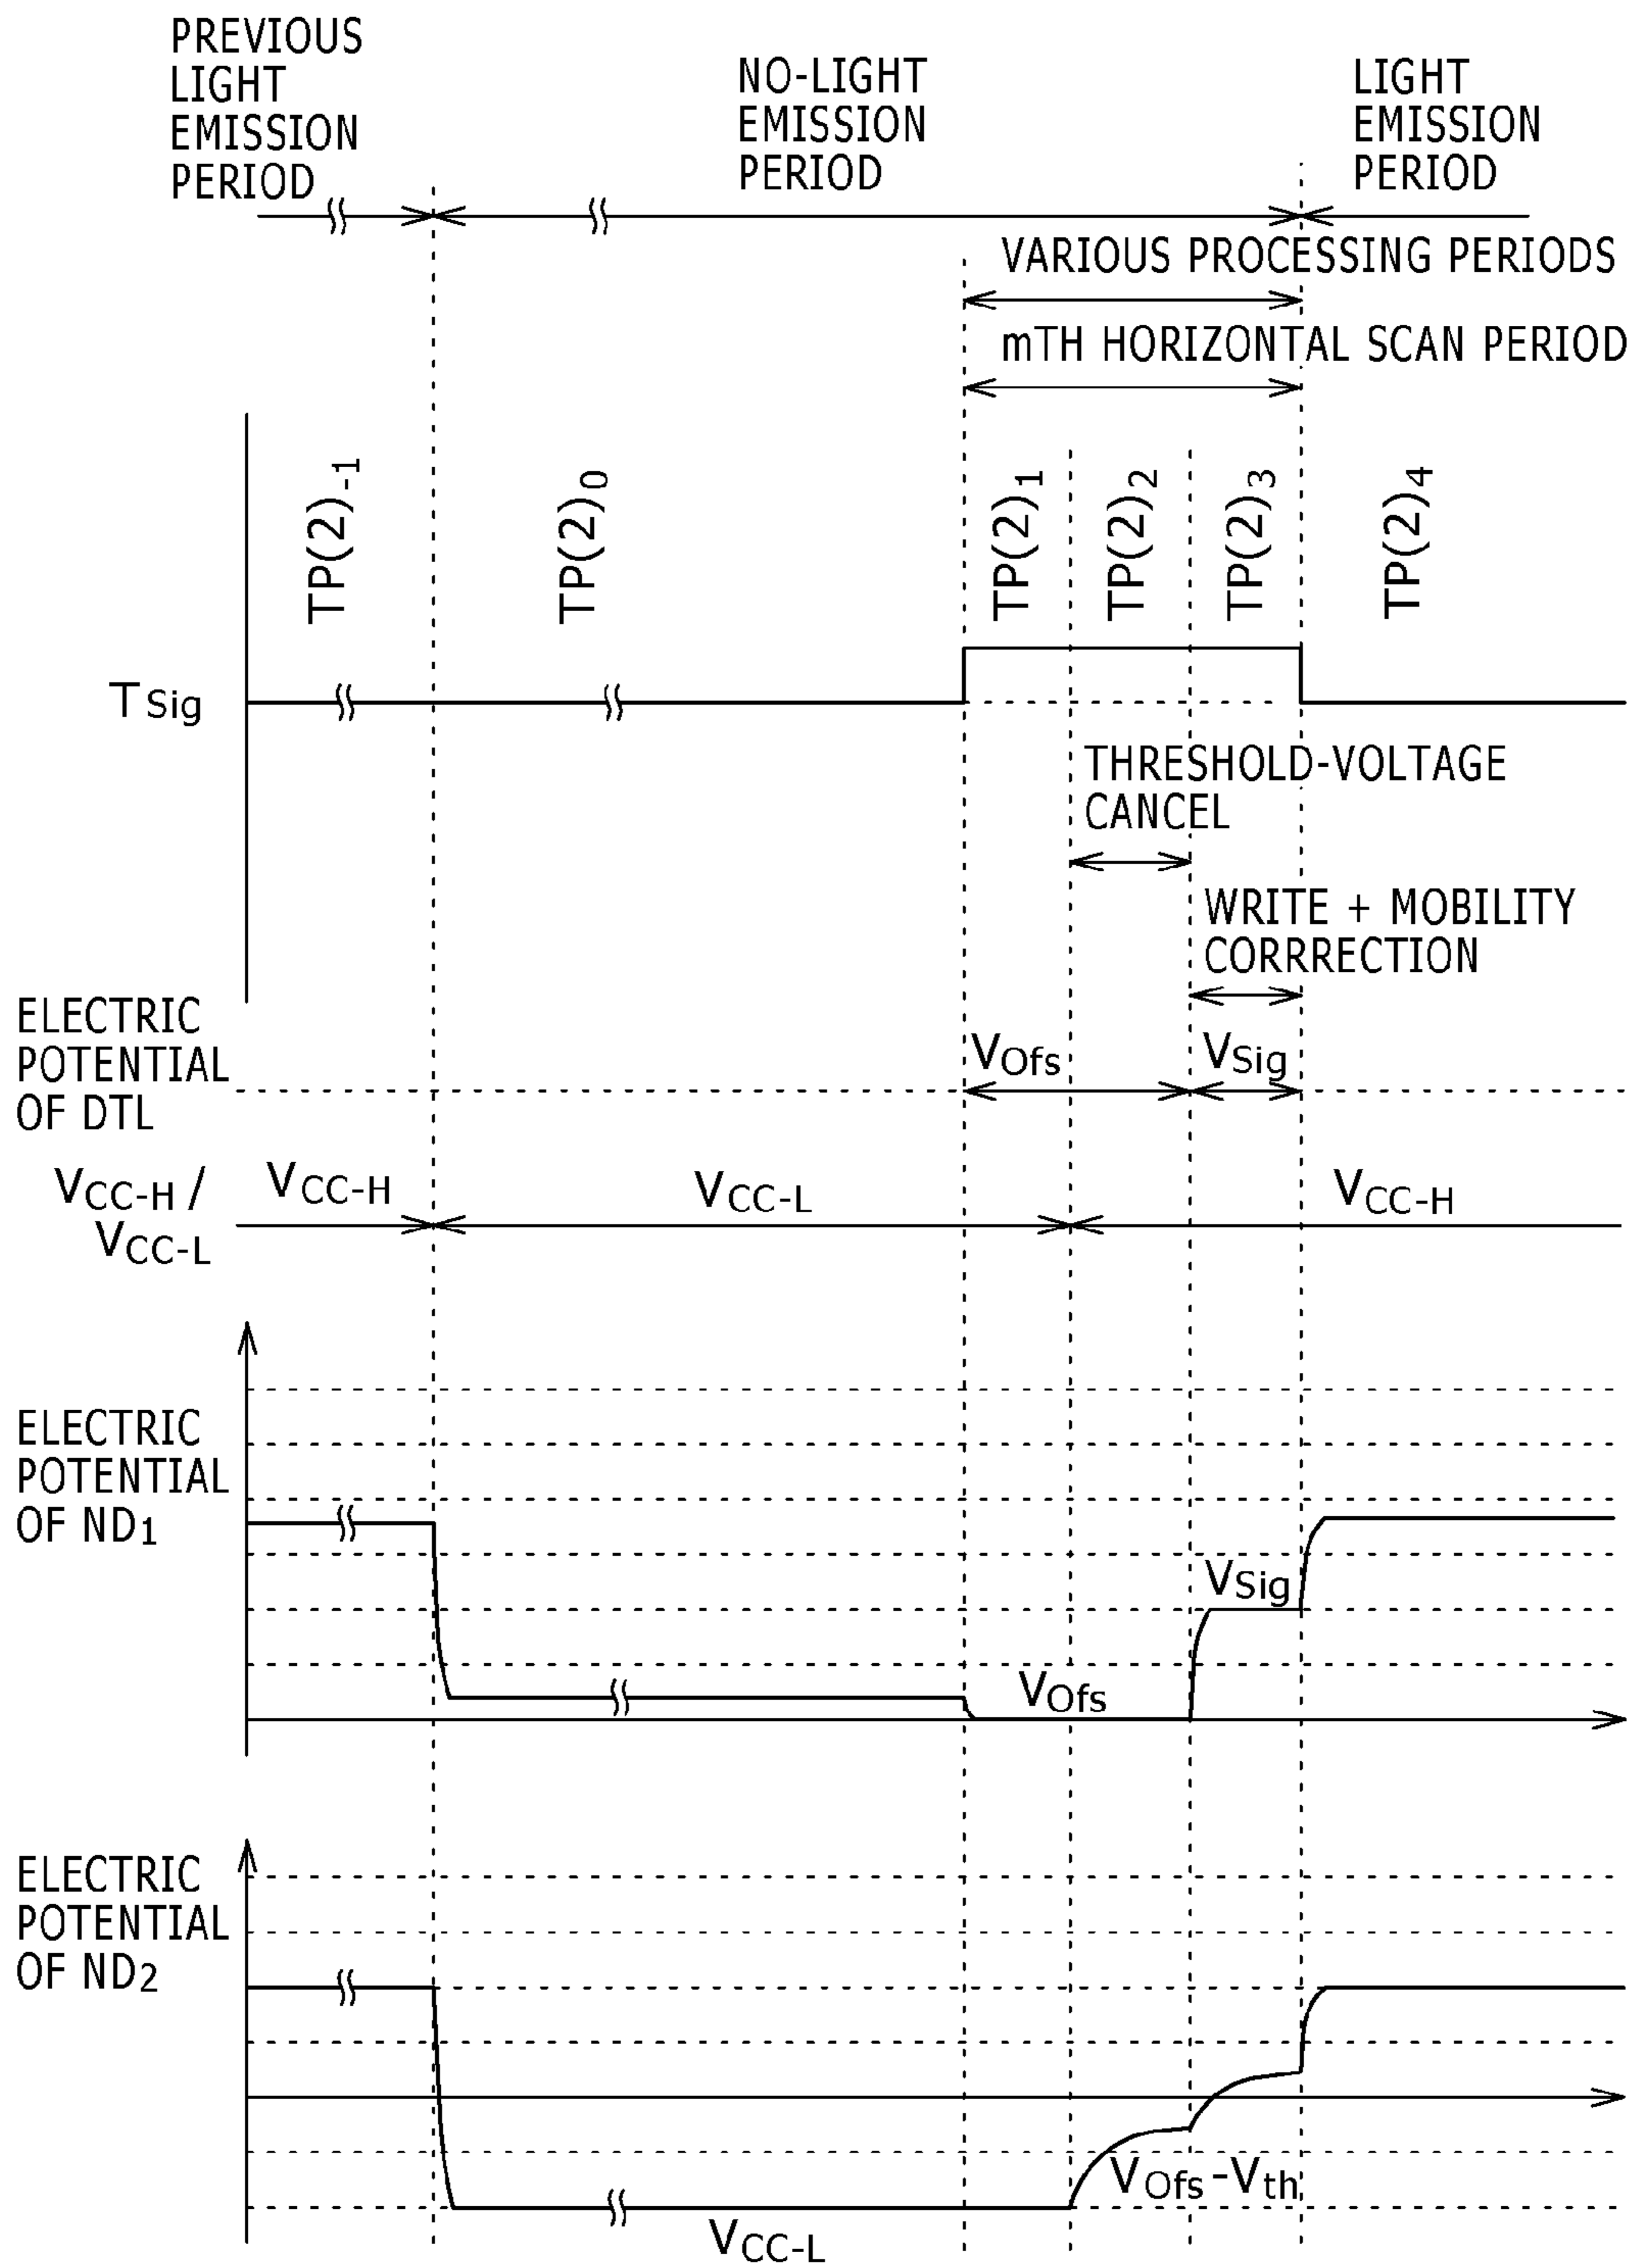 PREVIOUS
LIGHT
EMISSION
PERIOD
NO-LIGHT
EMISSION
PERIOD
LIGHT
EMISSION
PERIOD
VARIOUS PROCESSING PERIODS
mTH HORIZONTAL SCAN PERIOD
TP(2)-1
TP(2)0
TP(2)1
TP(2)2
TP(2)3
TP(2)4
TSig
THRESHOLD-VOLTAGE
CANCEL
WRITE + MOBILITY
CORRRECTION
ELECTRIC
POTENTIAL
OF DTL
VOfs
VSig
VCC-H /
VCC-L
VCC-H
VCC-L
VCC-H
ELECTRIC
POTENTIAL
OF ND1
VSig
VOfs
ELECTRIC
POTENTIAL
OF ND2
VOfs-Vth
VCC-L